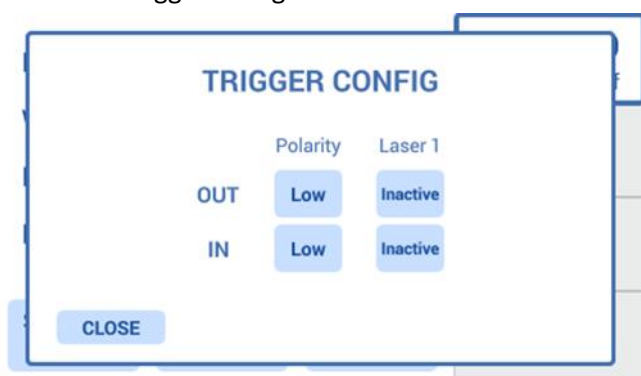 TRIGGER CONFIG
Polarity Laser 1
OUT Low Inactive
IN Low Inactive
CLOSE